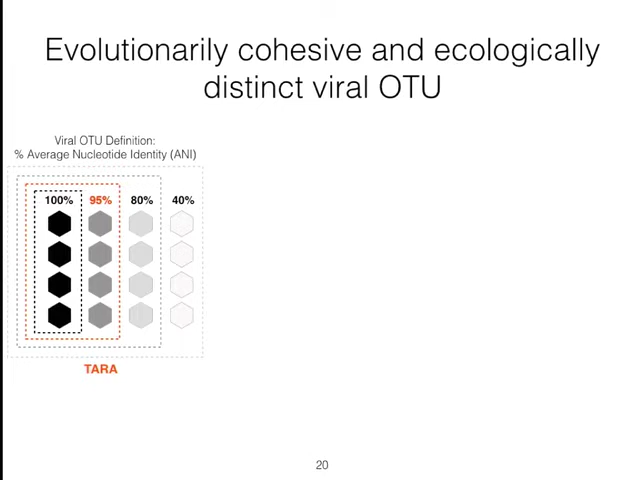 Evolutionarily cohesive and ecologically
distinct viral OTU
Viral OTU Definition:
% Average Nucleotide Identity (ANI)
100% 95% 80% 40%
TARA
20